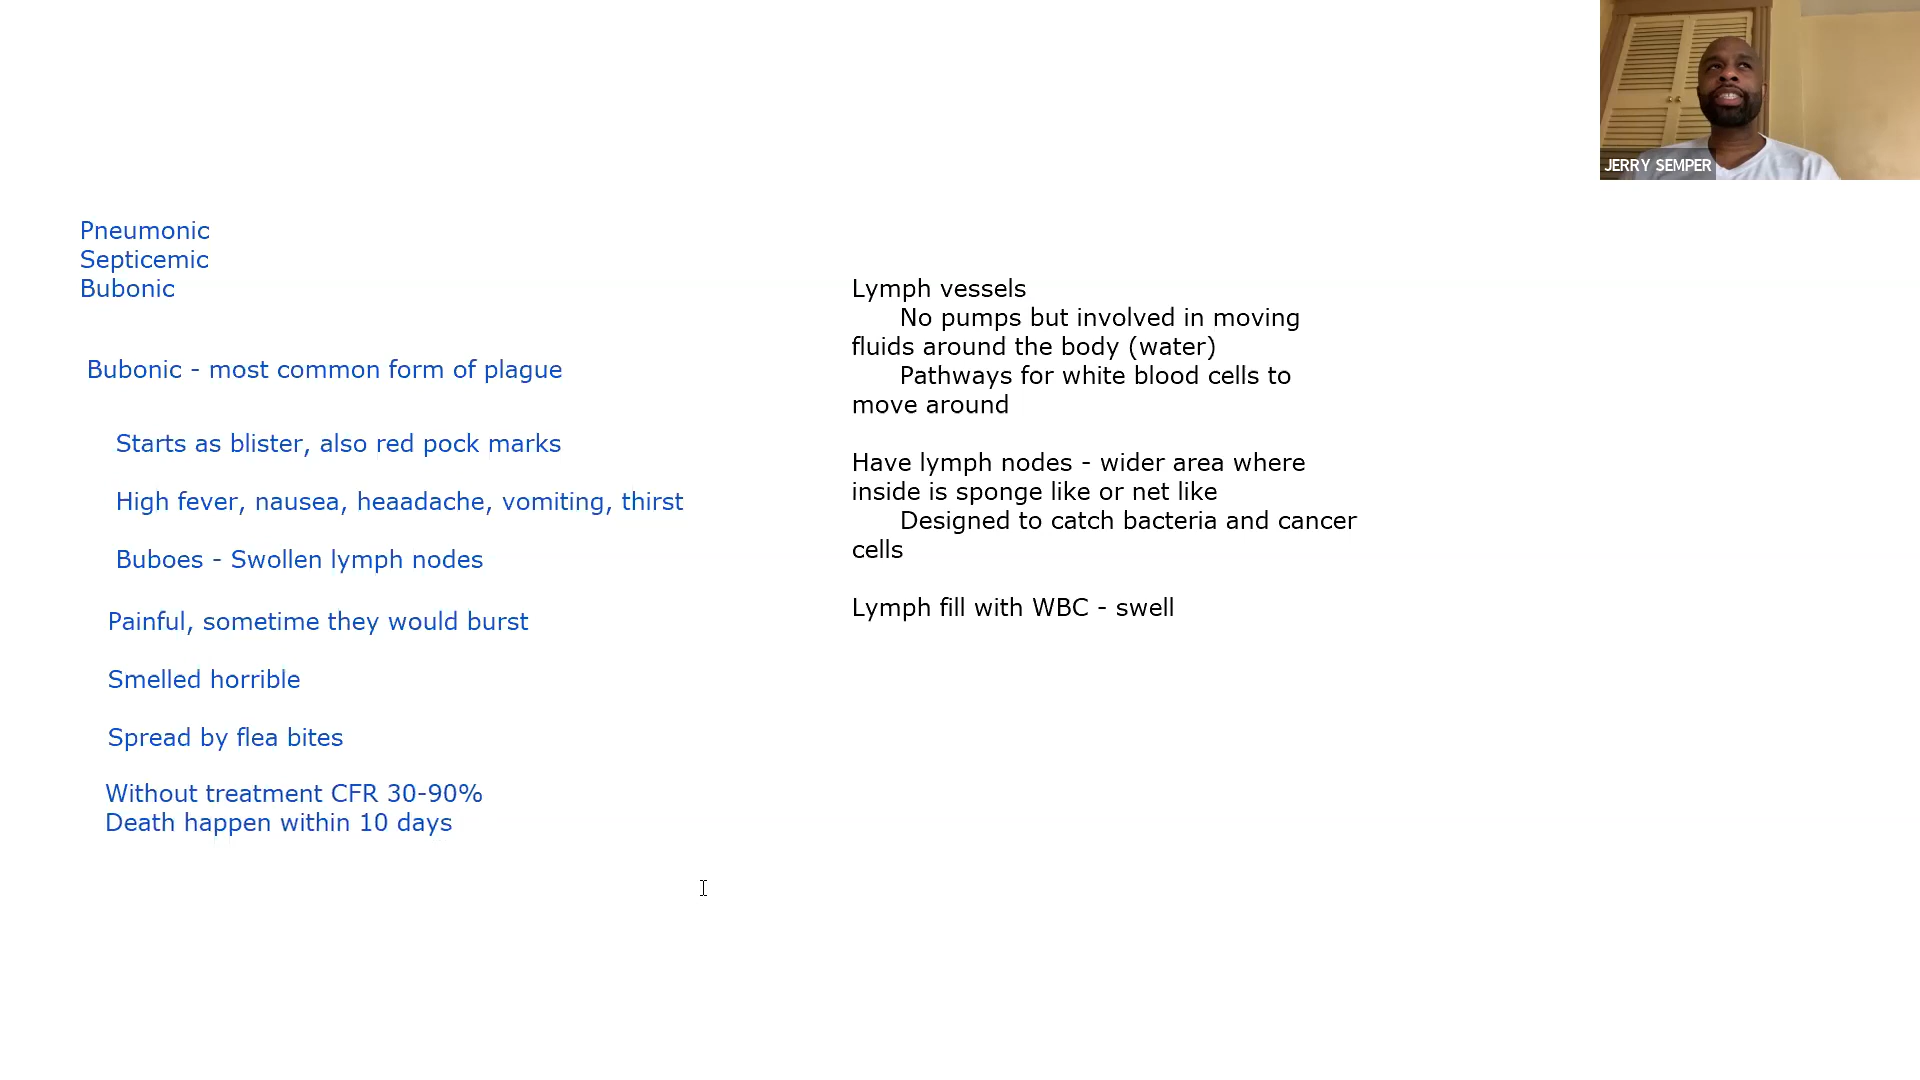 JERRY SEMPER
Pneumonic
Septicemic
Bubonic
Bubonic - most common form of plague
Starts as blister, also red pock marks
High fever, nausea, heaadache, vomiting, thirst
Buboes - Swollen lymph nodes
Painful, sometime they would burst
Smelled horrible
Spread by flea bites
Without treatment CFR 30-90%
Death happen within 10 days
Lymph vessels
No pumps but involved in moving
fluids around the body (water)
Pathways for white blood cells to
move around
Have lymph nodes - wider area where
inside is sponge like or net like
Designed to catch bacteria and cancer
cells
Lymph fill with WBC - swell